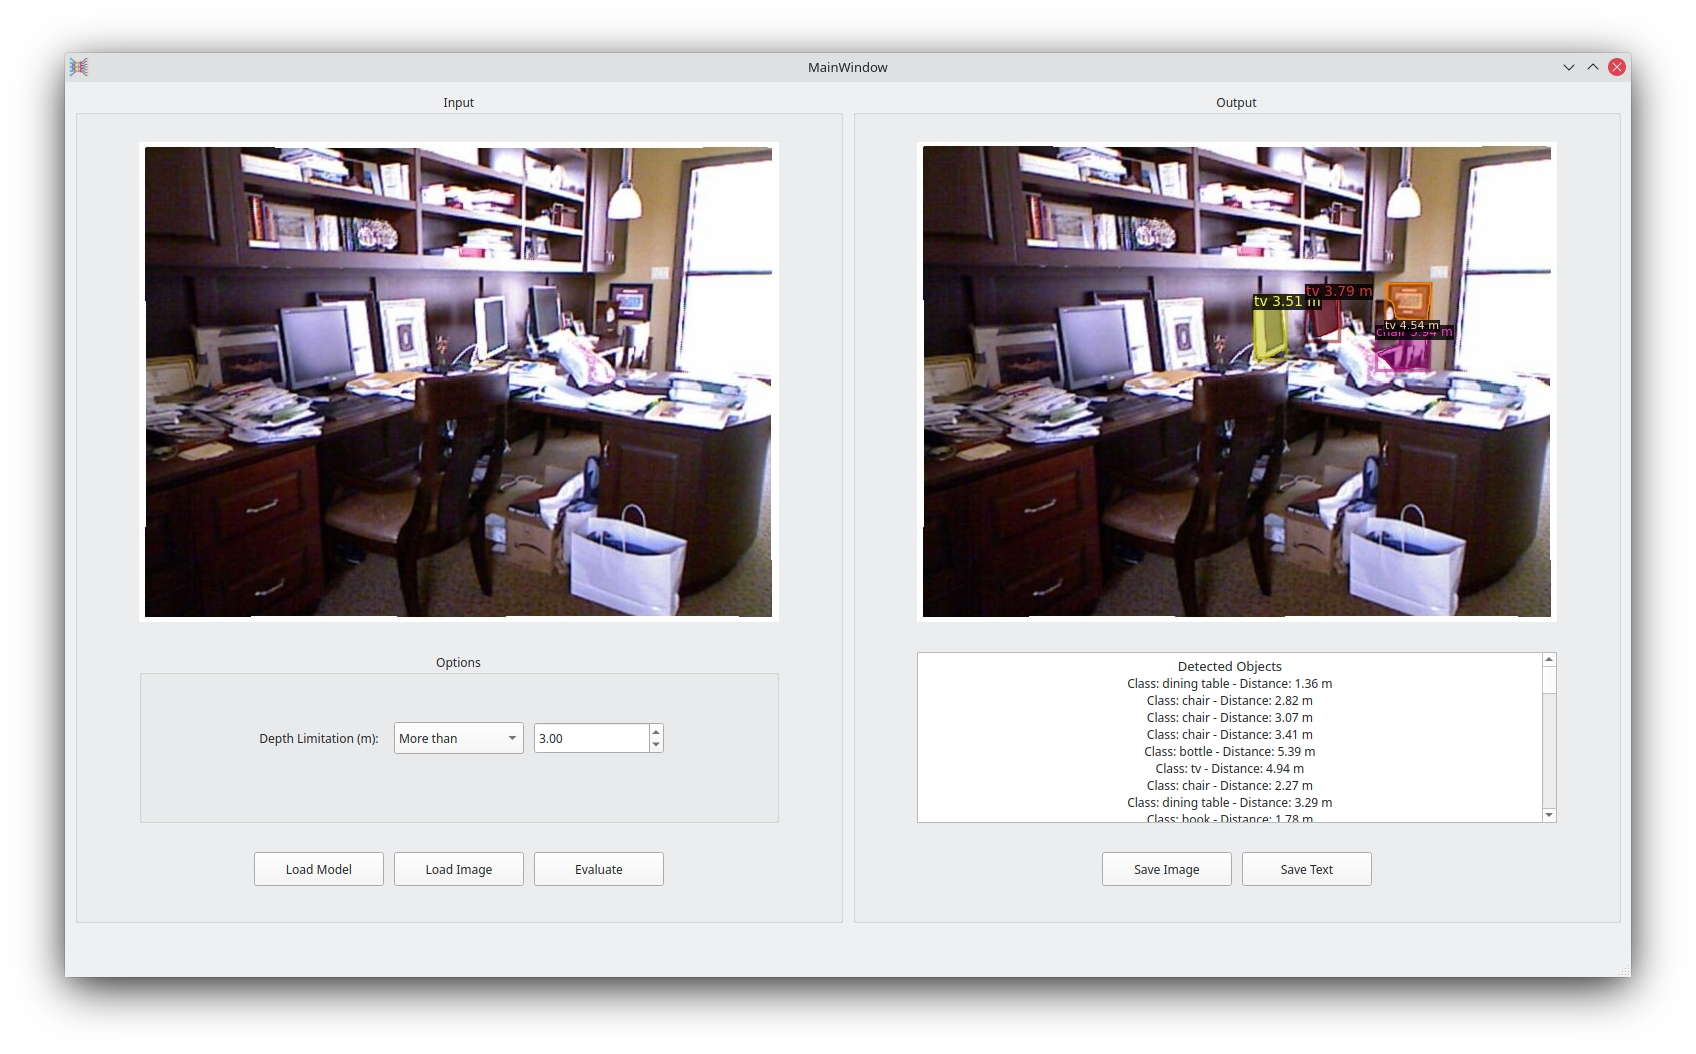 MainWindow
Input
Output
tv 3.79 m
tv 3.51 m
tv 4.54 m
chair 3.94 m
Options
Depth Limitation (m):
More than
3.00
Detected Objects
Class: dining table - Distance: 1.36 m
Class: chair - Distance: 2.82 m
Class: chair - Distance: 3.07 m
Class: chair - Distance: 3.41 m
Class: bottle - Distance: 5.39 m
Class: tv - Distance: 4.94 m
Class: chair - Distance: 2.27 m
Class: dining table - Distance: 3.29 m
Class: book - Distance: 1.78 m
Load Model
Load Image
Evaluate
Save Image
Save Text